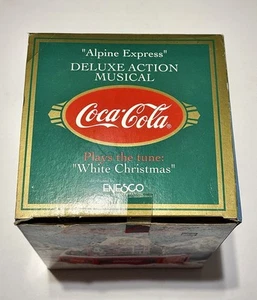 "Alpine Express"
DELUXE ACTION
MUSICAL
Coca-Cola
Plays the tune:
"White Christmas"
ENESCO